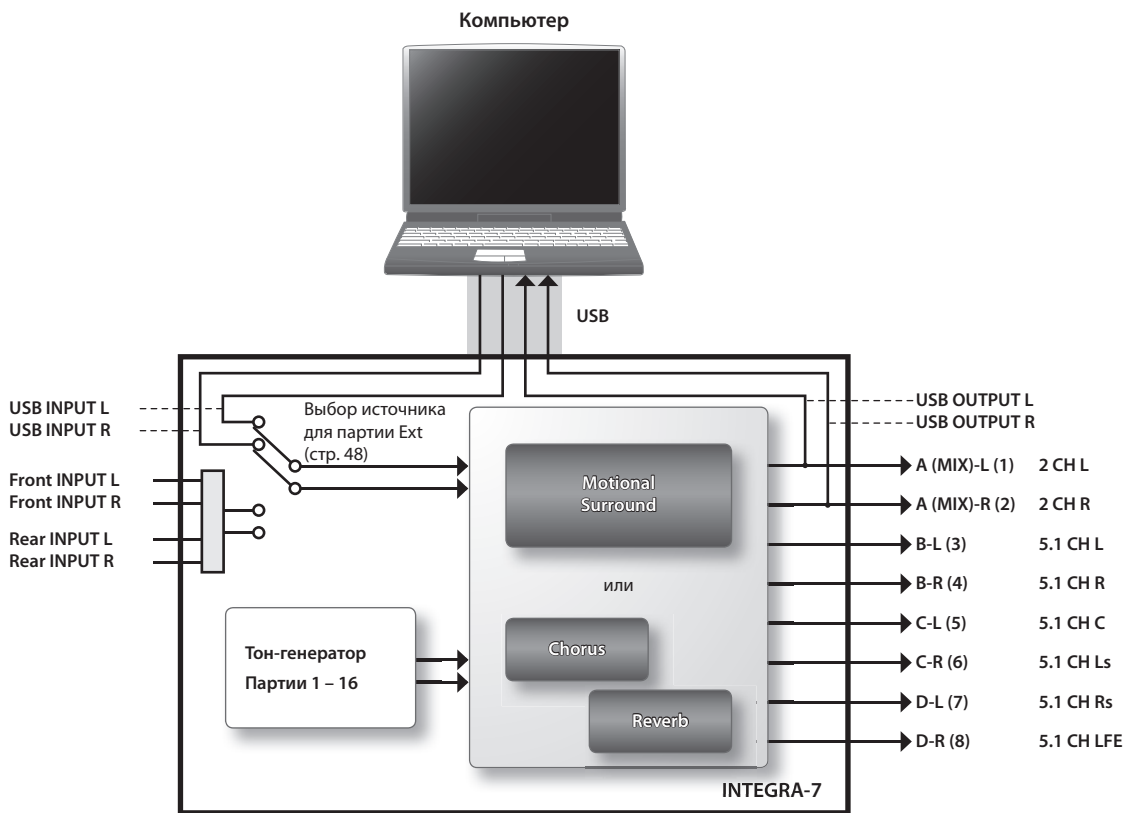 Компьютер
USB
USB INPUT L
USB INPUT R
Выбор источника
для партии Ext
(стр. 48)
Front INPUT L
Front INPUT R
Rear INPUT L
Rear INPUT R
Motional
Surround
или
Chorus
Reverb
Тон-генератор
Партии 1 – 16
USB OUTPUT L
USB OUTPUT R
A (MIX)-L (1) 2 CH L
A (MIX)-R (2) 2 CH R
B-L (3) 5.1 CH L
B-R (4) 5.1 CH R
C-L (5) 5.1 CH C
C-R (6) 5.1 CH Ls
D-L (7) 5.1 CH Rs
D-R (8) 5.1 CH LFE
INTEGRA-7